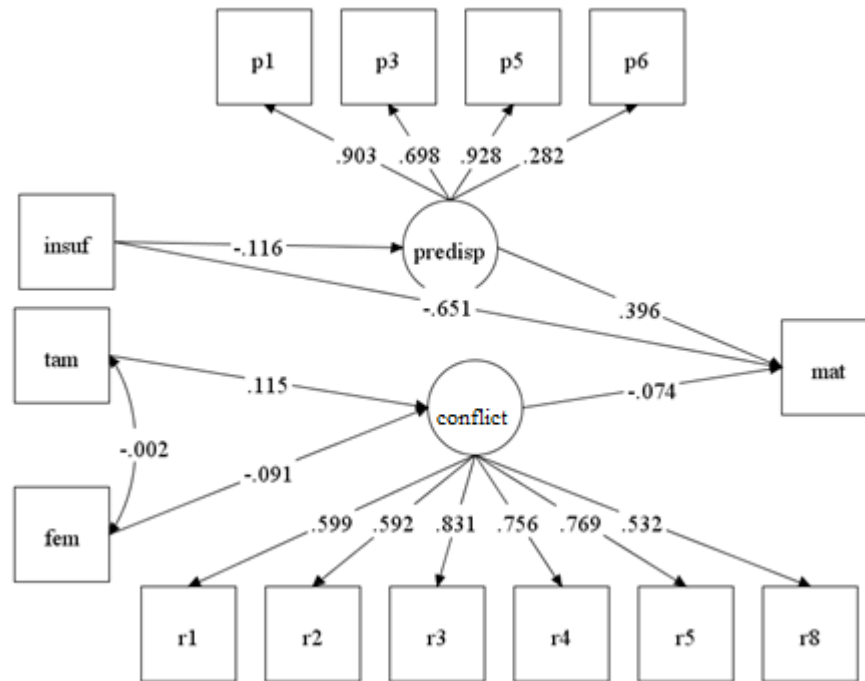 p1 p3 p5 p6
.903 .698 .928 .282
insuf -.116 predisp
-.651 .396
tam .115 mat
conflict -.074
-.002 -.091
fem .599 .592 .831 .756 .769 .532
r1 r2 r3 r4 r5 r8